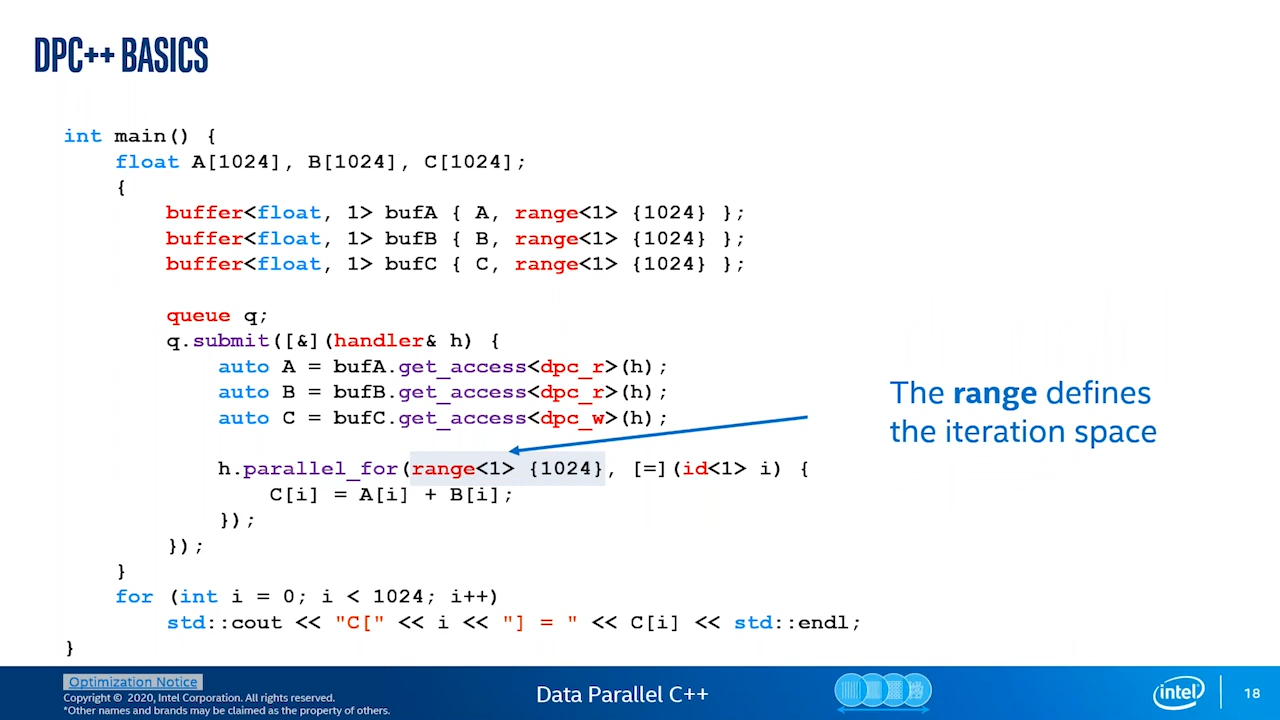 DPC++ BASICS
int main() {
float A[1024], B[1024], C[1024];
{
buffer<float, 1> bufA { A, range<1> {1024} };
buffer<float, 1> bufB { B, range<1> {1024} };
buffer<float, 1> bufC { C, range<1> {1024} };
queue q;
q.submit([&](handler& h) {
auto A = bufA.get_access<dpc_r>(h);
auto B = bufB.get_access<dpc_r>(h);
auto C = bufC.get_access<dpc_w>(h);
h.parallel_for(range<1> {1024}, [=](id<1> i) {
C[i] = A[i] + B[i];
});
});
}
for (int i = 0; i < 1024; i++)
std::cout << "C[" << i << "] = " << C[i] << std::endl;
}
The range defines
the iteration space
Optimization Notice
Copyright © 2020, Intel Corporation. All rights reserved.
*Other names and brands may be claimed as the property of others.
Data Parallel C++
intel
18